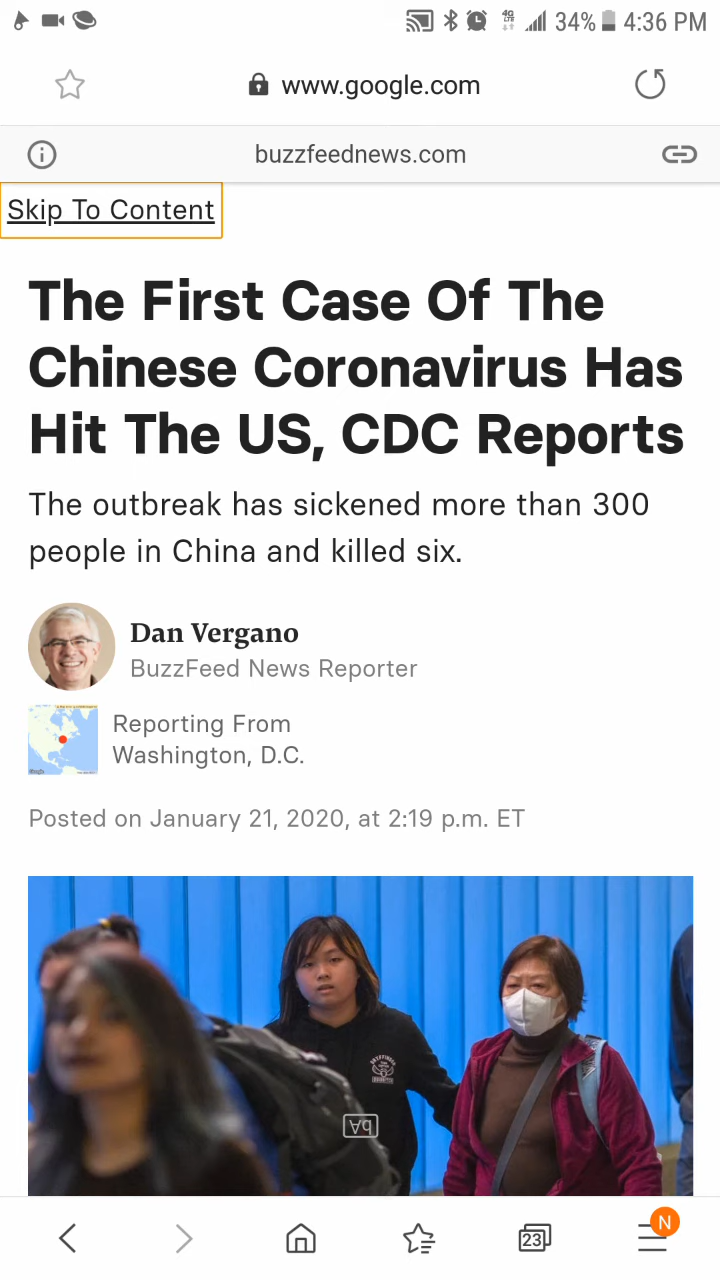 4G
LTE
34%
4:36 PM
www.google.com
buzzfeednews.com
Skip To Content
The First Case Of The
Chinese Coronavirus Has
Hit The US, CDC Reports
The outbreak has sickened more than 300
people in China and killed six.
Dan Vergano
BuzzFeed News Reporter
Reporting From
Washington, D.C.
Posted on January 21, 2020, at 2:19 p.m. ET
23
N